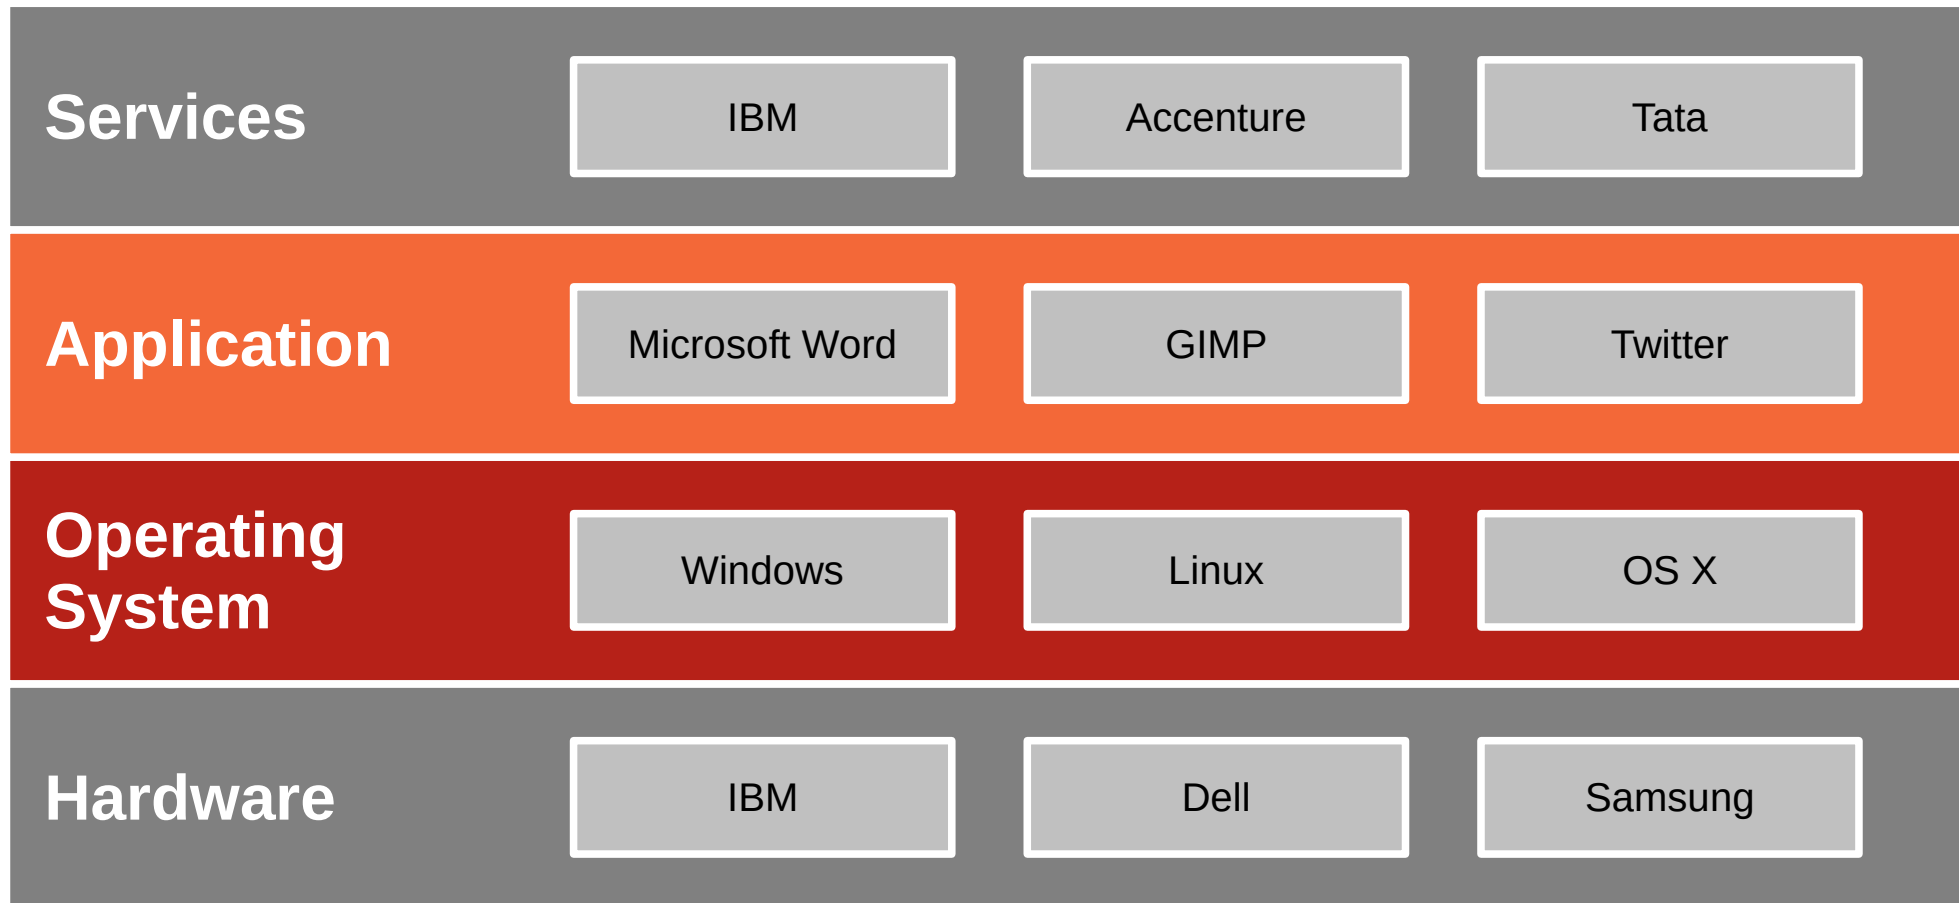 Services
IBM
Accenture
Tata
Application
Microsoft Word
GIMP
Twitter
Operating
System
Windows
Linux
OS X
Hardware
IBM
Dell
Samsung